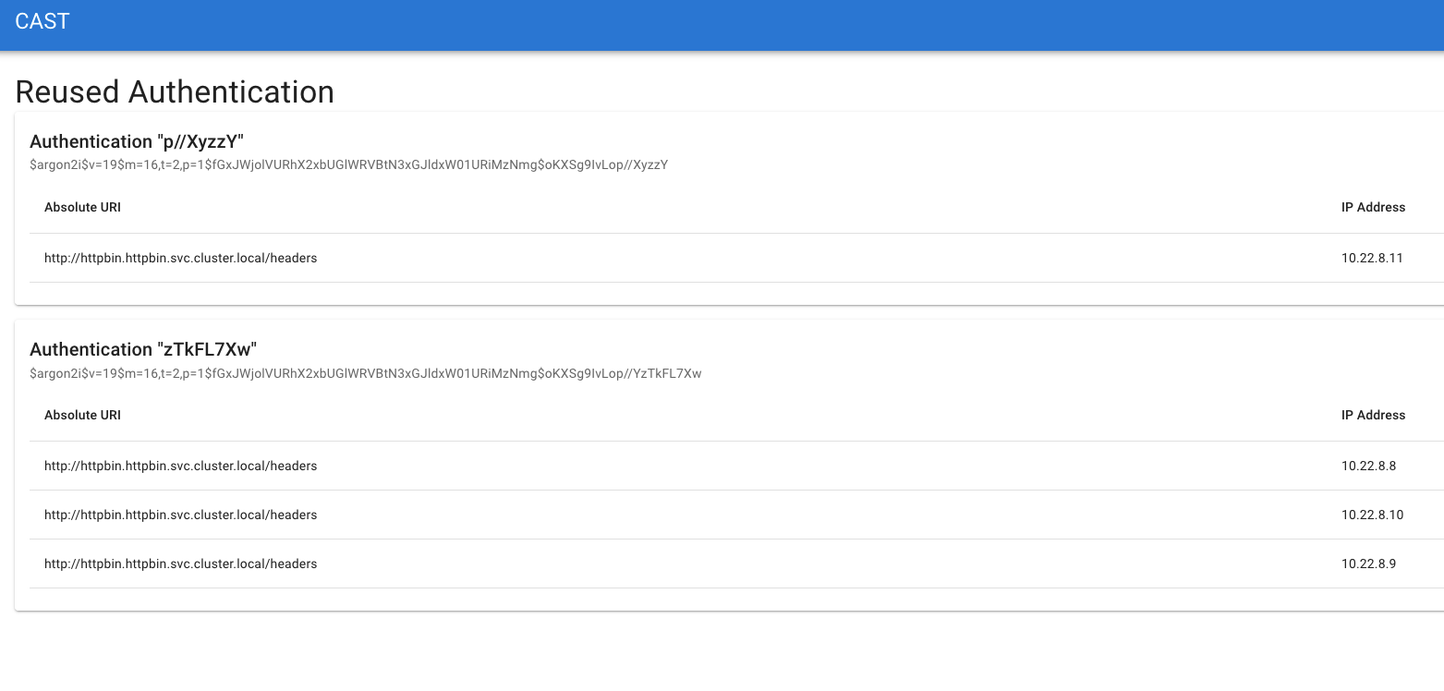 CAST
Reused Authentication
Authentication "p//XyzzY"
$argon2i$v=19$m=16,t=2,p=1$fGxJWjolVURhX2xbUGlWRVBtN3xGJldxW01URiMzNmg$oKXSg9IvLop//XyzzY
Absolute URI IP Address
http://httpbin.httpbin.svc.cluster.local/headers 10.22.8.11
Authentication "zTkFL7Xw"
$argon2i$v=19$m=16,t=2,p=1$fGxJWjolVURhX2xbUGlWRVBtN3xGJldxW01URiMzNmg$oKXSg9IvLop//YzTkFL7Xw
Absolute URI IP Address
http://httpbin.httpbin.svc.cluster.local/headers 10.22.8.8
http://httpbin.httpbin.svc.cluster.local/headers 10.22.8.10
http://httpbin.httpbin.svc.cluster.local/headers 10.22.8.9